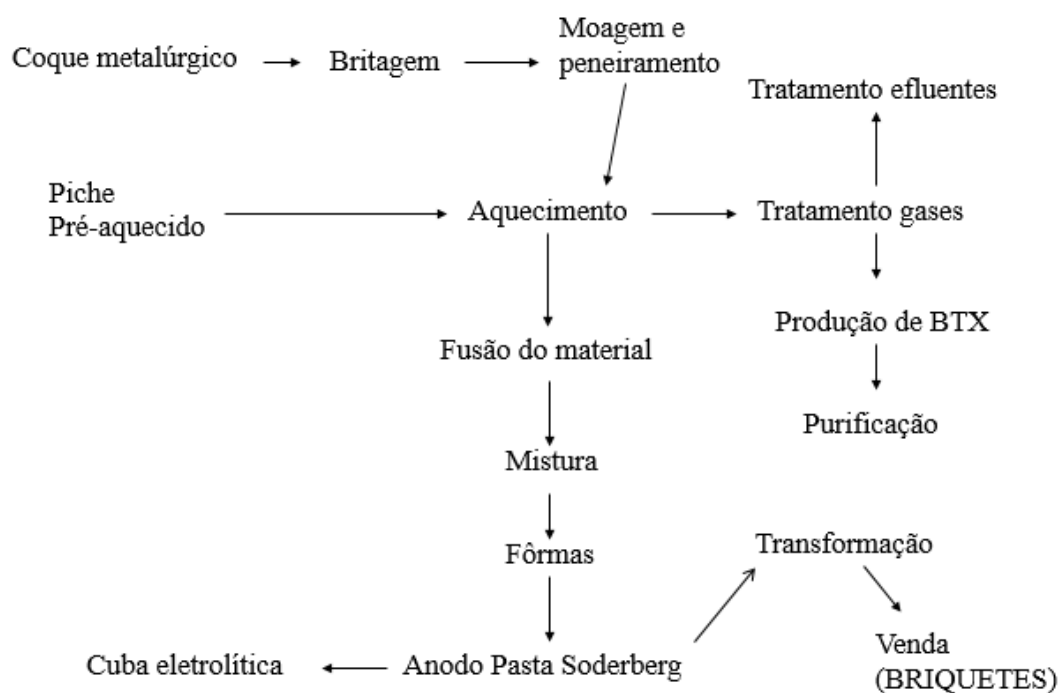 Coque metalúrgico
Britagem
Moagem e
peneiramento
Tratamento efluentes
Piche
Pré-aquecido
Aquecimento
Tratamento gases
Produção de BTX
Fusão do material
Purificação
Mistura
Fôrmas
Transformação
Cuba eletrolítica
Anodo Pasta Soderberg
Venda
(BRIQUETES)